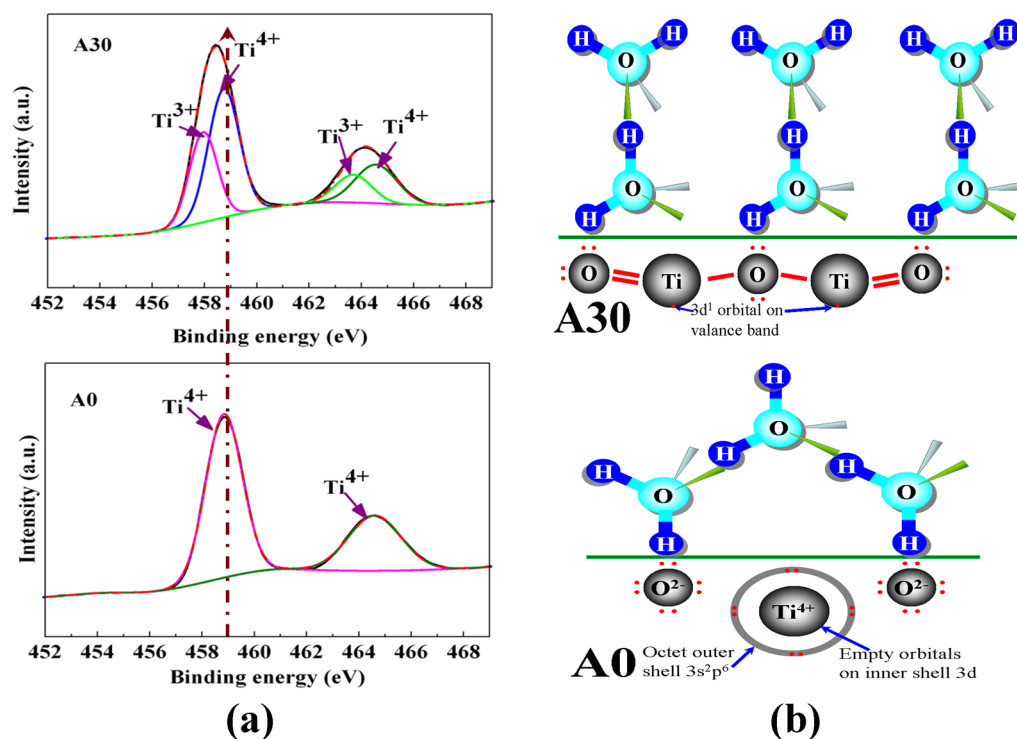 A30
Ti4+
Ti3+
Ti3+
Ti4+
Intensity (a.u.)
452 454 456 458 460 462 464 466 468
Binding energy (eV)
A0
Ti4+
Ti4+
Intensity (a.u.)
452 454 456 458 460 462 464 466 468
Binding energy (eV)
(a)
H H H H H H
O O O
H H H
O O O
H H H
O Ti O Ti O
A30
3d1 orbital on
valance band
H
O
H H
H
O O
H H
O2- O2-
Ti4+
A0
Octet outer
shell 3s2p6
Empty orbitals
on inner shell 3d
(b)